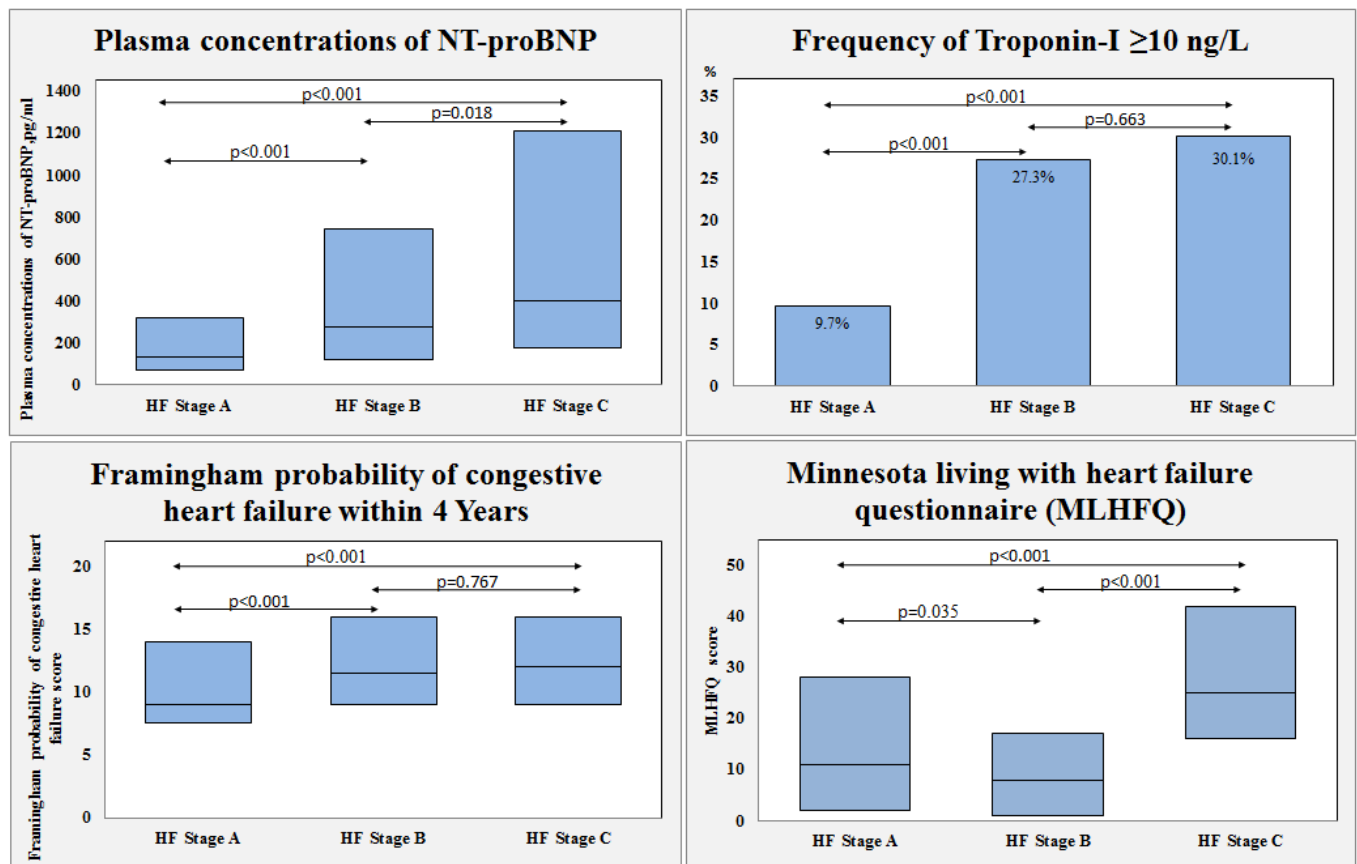 Plasma concentrations of NT-proBNP
Plasma concentrations of NT-proBNP,pg/ml
1400
1200
1000
800
600
400
200
0
p<0.001
p=0.018
p<0.001
HF Stage A
HF Stage B
HF Stage C
Frequency of Troponin-I ≥10 ng/L
%
35
30
25
20
15
10
5
0
p<0.001
p=0.663
p<0.001
9.7%
27.3%
30.1%
HF Stage A
HF Stage B
HF Stage C
Framingham probability of congestive
heart failure within 4 Years
Framingham probability of congestive heart
failure score
20
15
10
5
0
p<0.001
p=0.767
p<0.001
HF Stage A
HF Stage B
HF Stage C
Minnesota living with heart failure
questionnaire (MLHFQ)
MLHFQ score
50
40
30
20
10
0
p<0.001
p<0.001
p=0.035
HF Stage A
HF Stage B
HF Stage C